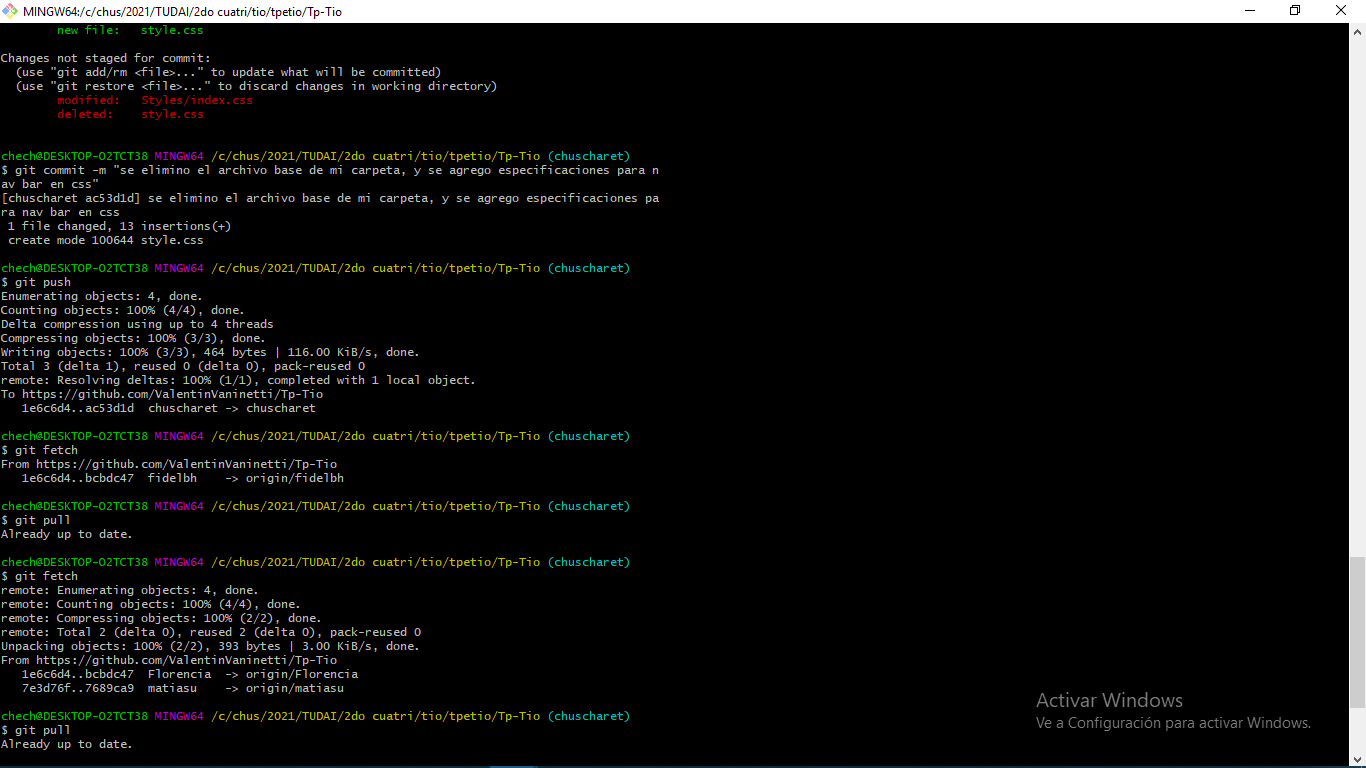 MINGW64:/c/chus/2021/TUDAI/2do cuatri/tio/tpetio/Tp-Tio
new file:   style.css
Changes not staged for commit:
(use "git add/rm <file>..." to update what will be committed)
(use "git restore <file>..." to discard changes in working directory)
modified:   Styles/index.css
deleted:    style.css
chech@DESKTOP-O2TCT38 MINGW64 /c/chus/2021/TUDAI/2do cuatri/tio/tpetio/Tp-Tio (chuscharet)
$ git commit -m "se elimino el archivo base de mi carpeta, y se agrego especificaciones para n
av bar en css"
[chuscharet ac53d1d] se elimino el archivo base de mi carpeta, y se agrego especificaciones pa
ra nav bar en css
1 file changed, 13 insertions(+)
create mode 100644 style.css
chech@DESKTOP-O2TCT38 MINGW64 /c/chus/2021/TUDAI/2do cuatri/tio/tpetio/Tp-Tio (chuscharet)
$ git push
Enumerating objects: 4, done.
Counting objects: 100% (4/4), done.
Delta compression using up to 4 threads
Compressing objects: 100% (3/3), done.
Writing objects: 100% (3/3), 464 bytes | 116.00 KiB/s, done.
Total 3 (delta 1), reused 0 (delta 0), pack-reused 0
remote: Resolving deltas: 100% (1/1), completed with 1 local object.
To https://github.com/ValentinVaninetti/Tp-Tio
1e6c6d4..ac53d1d  chuscharet -> chuscharet
chech@DESKTOP-O2TCT38 MINGW64 /c/chus/2021/TUDAI/2do cuatri/tio/tpetio/Tp-Tio (chuscharet)
$ git fetch
From https://github.com/ValentinVaninetti/Tp-Tio
1e6c6d4..bcbdc47  fidelbh    -> origin/fidelbh
chech@DESKTOP-O2TCT38 MINGW64 /c/chus/2021/TUDAI/2do cuatri/tio/tpetio/Tp-Tio (chuscharet)
$ git pull
Already up to date.
chech@DESKTOP-O2TCT38 MINGW64 /c/chus/2021/TUDAI/2do cuatri/tio/tpetio/Tp-Tio (chuscharet)
$ git fetch
remote: Enumerating objects: 4, done.
remote: Counting objects: 100% (4/4), done.
remote: Compressing objects: 100% (2/2), done.
remote: Total 2 (delta 0), reused 2 (delta 0), pack-reused 0
Unpacking objects: 100% (2/2), 393 bytes | 3.00 KiB/s, done.
From https://github.com/ValentinVaninetti/Tp-Tio
1e6c6d4..bcbdc47  Florencia  -> origin/Florencia
7e3d76f..7689ca9  matiasu    -> origin/matiasu
chech@DESKTOP-O2TCT38 MINGW64 /c/chus/2021/TUDAI/2do cuatri/tio/tpetio/Tp-Tio (chuscharet)
$ git pull
Already up to date.
Activar Windows
Ve a Configuración para activar Windows.